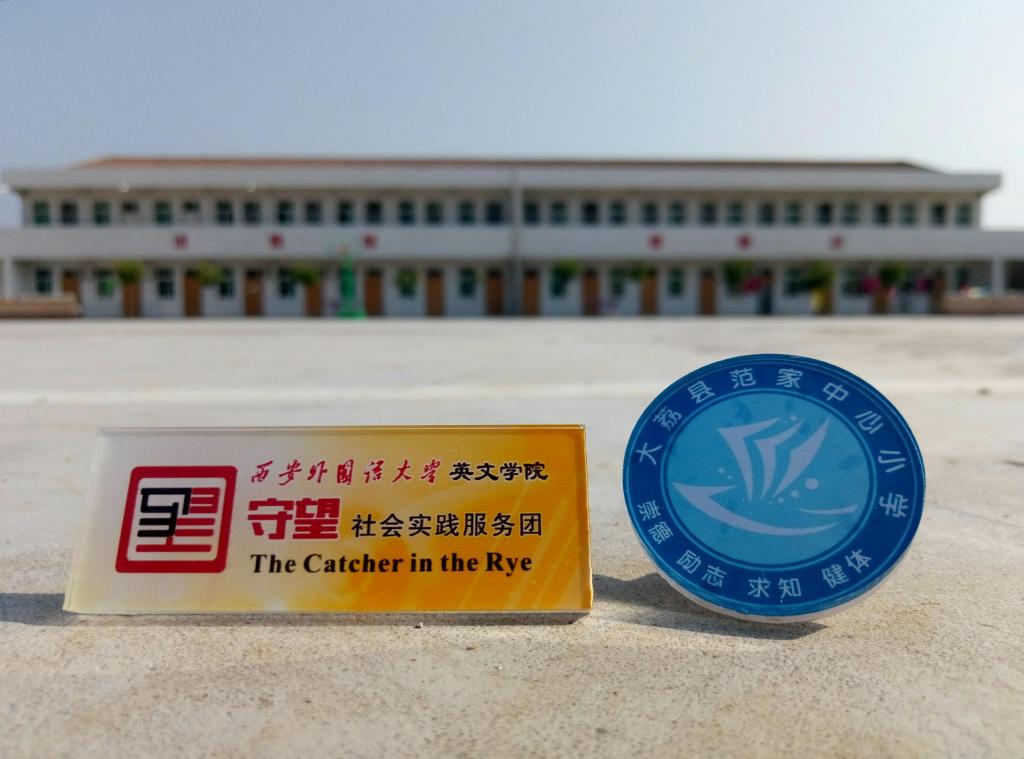 西安外国语大学 英文学院
守望 社会实践服务团
The Catcher in the Rye
大荔县范家中心小学
崇德 励志 求知 健体